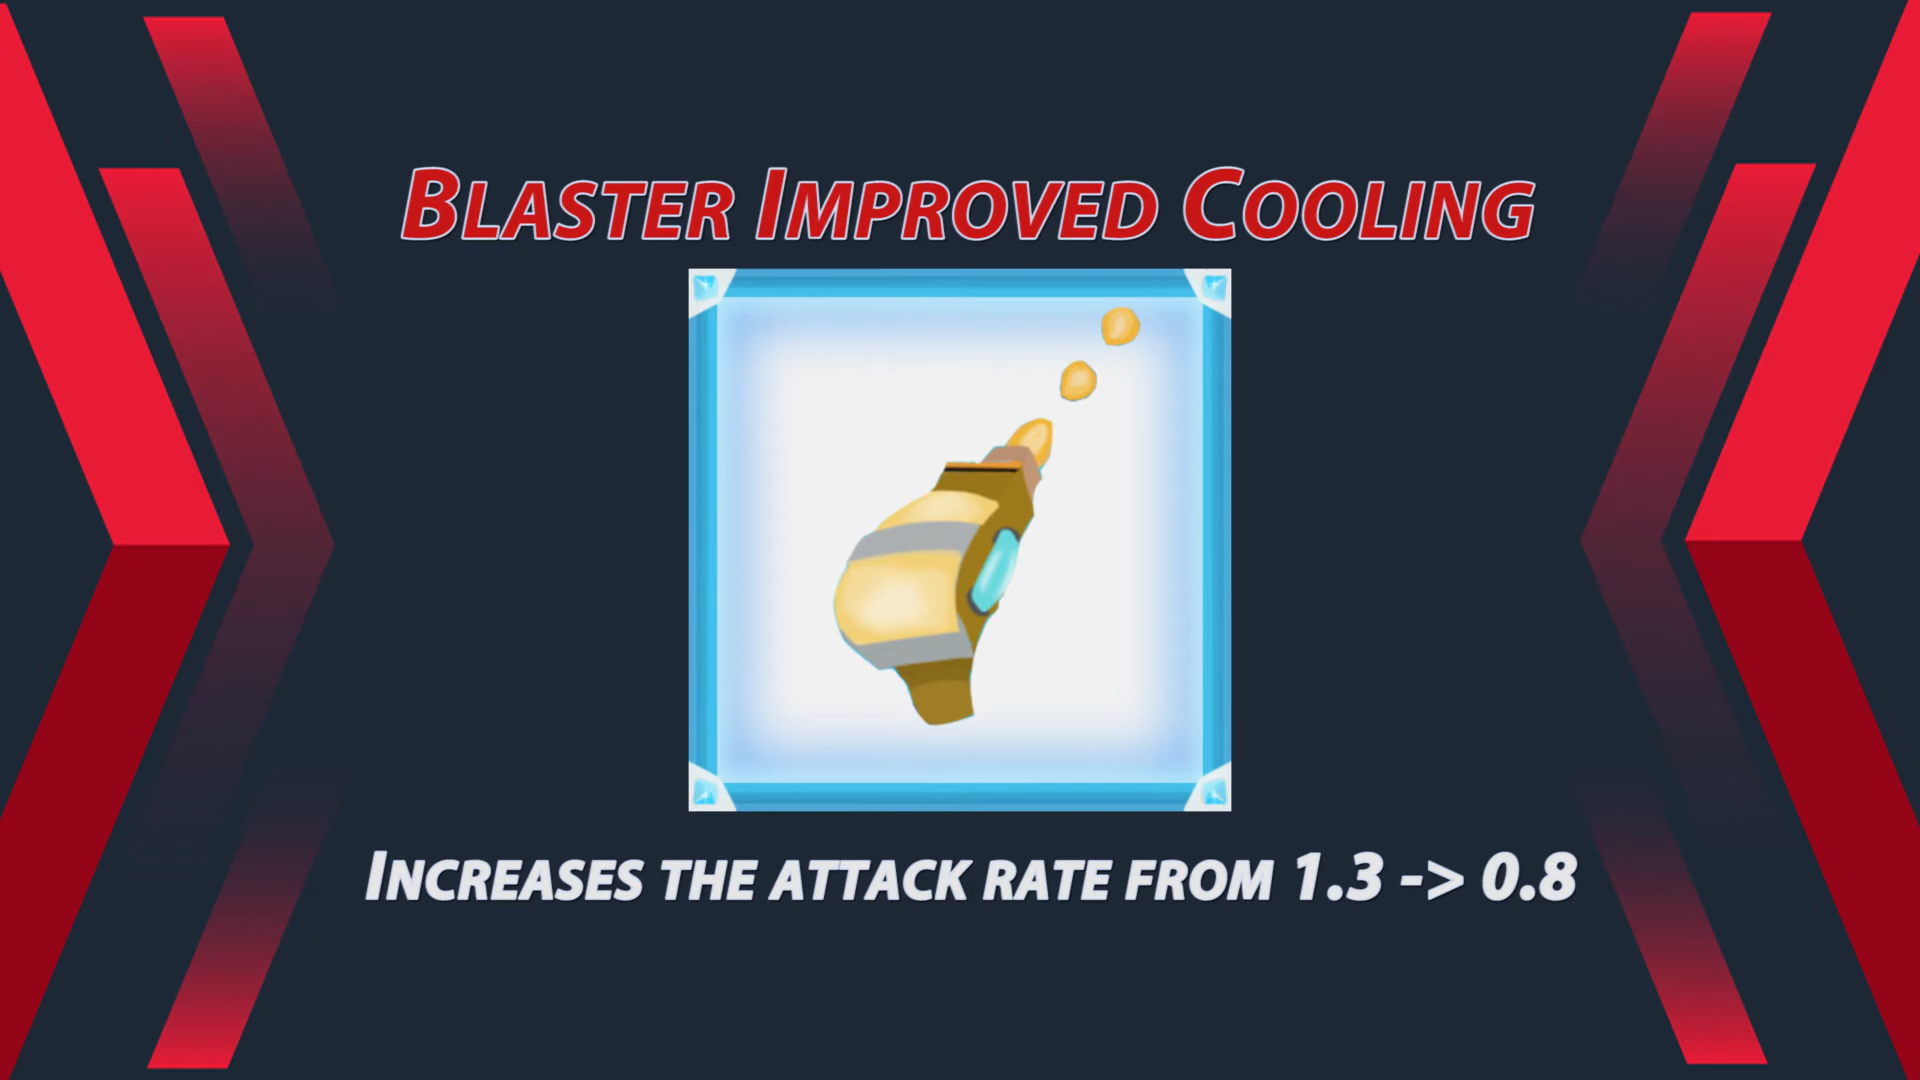 Blaster Improved Cooling
Increases the attack rate from 1.3 -> 0.8